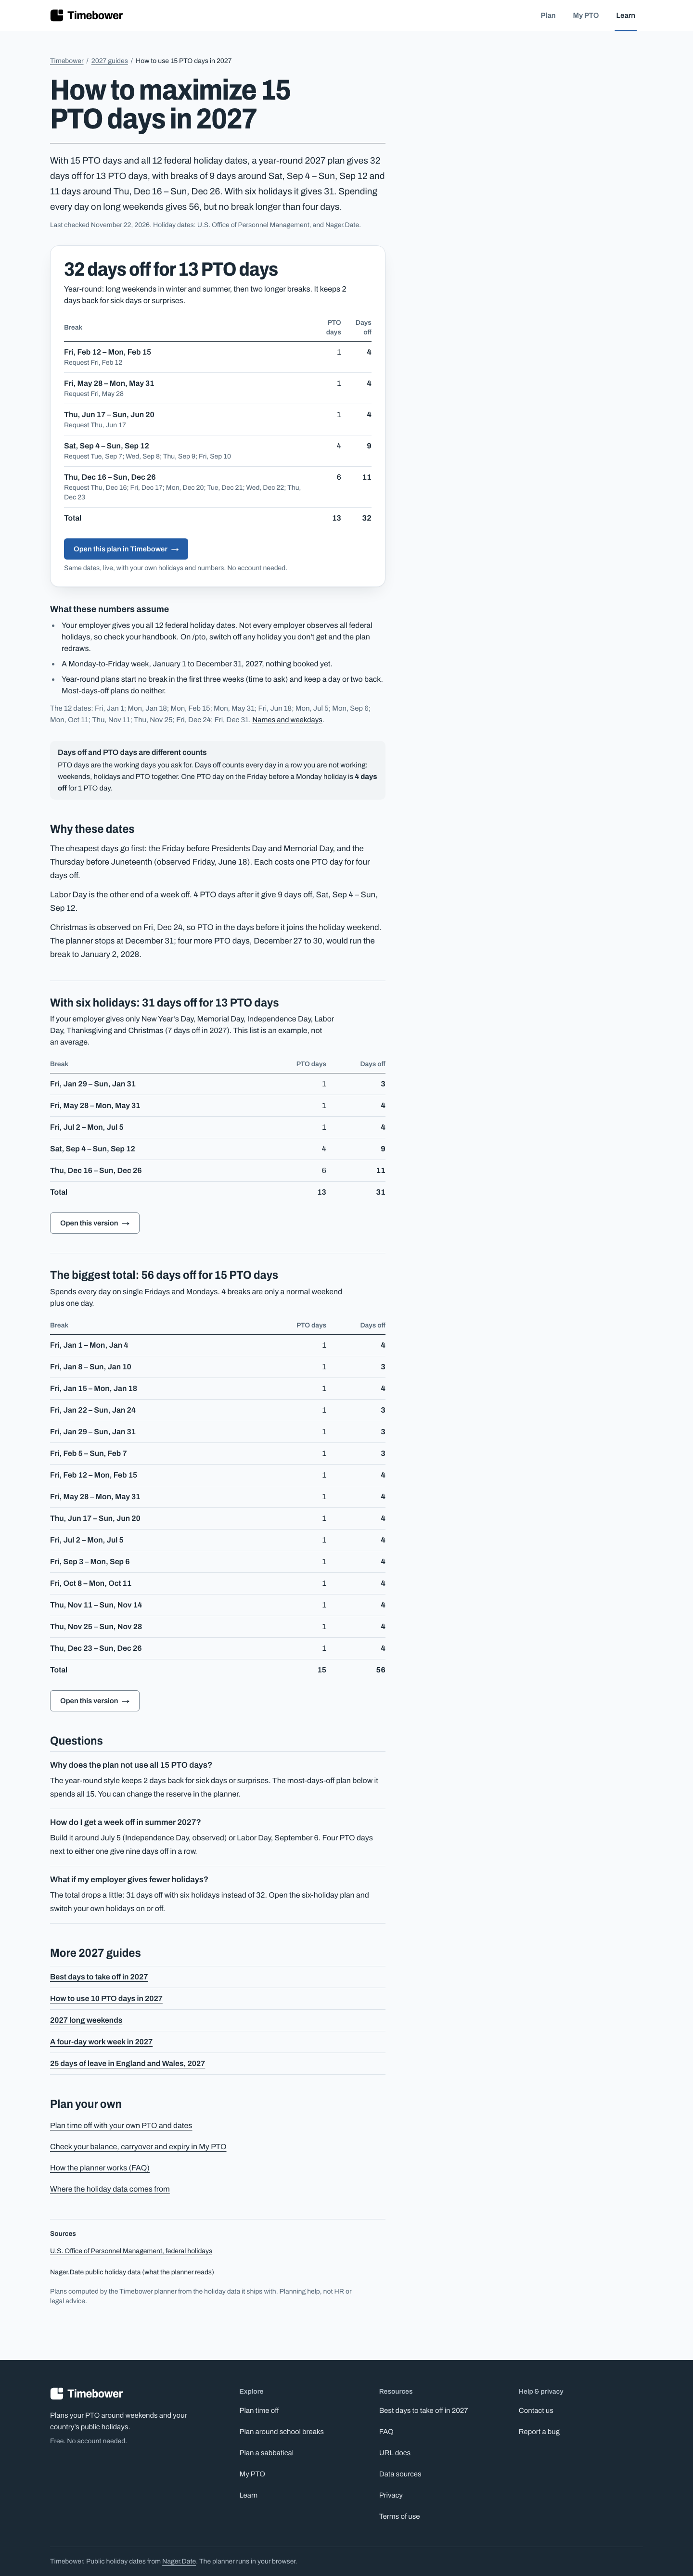 Timebower
Plan My PTO Learn
Timebower / 2027 guides / How to use 15 PTO days in 2027
How to maximize 15
PTO days in 2027
With 15 PTO days and all 12 federal holiday dates, a year-round 2027 plan gives 32
days off for 13 PTO days, with breaks of 9 days around Sat, Sep 4 – Sun, Sep 12 and
11 days around Thu, Dec 16 – Sun, Dec 26. With six holidays it gives 31. Spending
every day on long weekends gives 56, but no break longer than four days.
Last checked November 22, 2026. Holiday dates: U.S. Office of Personnel Management, and Nager.Date.
32 days off for 13 PTO days
Year-round: long weekends in winter and summer, then two longer breaks. It keeps 2
days back for sick days or surprises.
Break PTO days Days off
Fri, Feb 12 – Mon, Feb 15 1 4
Request Fri, Feb 12
Fri, May 28 – Mon, May 31 1 4
Request Fri, May 28
Thu, Jun 17 – Sun, Jun 20 1 4
Request Thu, Jun 17
Sat, Sep 4 – Sun, Sep 12 4 9
Request Tue, Sep 7; Wed, Sep 8; Thu, Sep 9; Fri, Sep 10
Thu, Dec 16 – Sun, Dec 26 6 11
Request Thu, Dec 16; Fri, Dec 17; Mon, Dec 20; Tue, Dec 21; Wed, Dec 22; Thu,
Dec 23
Total 13 32
Open this plan in Timebower →
Same dates, live, with your own holidays and numbers. No account needed.
What these numbers assume
• Your employer gives you all 12 federal holiday dates. Not every employer observes all federal
holidays, so check your handbook. On /pto, switch off any holiday you don't get and the plan
redraws.
• A Monday-to-Friday week, January 1 to December 31, 2027, nothing booked yet.
• Year-round plans start no break in the first three weeks (time to ask) and keep a day or two back.
Most-days-off plans do neither.
The 12 dates: Fri, Jan 1; Mon, Jan 18; Mon, Feb 15; Mon, May 31; Fri, Jun 18; Mon, Jul 5; Mon, Sep 6;
Mon, Oct 11; Thu, Nov 11; Thu, Nov 25; Fri, Dec 24; Fri, Dec 31. Names and weekdays.
Days off and PTO days are different counts
PTO days are the working days you ask for. Days off counts every day in a row you are not working:
weekends, holidays and PTO together. One PTO day on the Friday before a Monday holiday is 4 days
off for 1 PTO day.
Why these dates
The cheapest days go first: the Friday before Presidents Day and Memorial Day, and the
Thursday before Juneteenth (observed Friday, June 18). Each costs one PTO day for four
days off.
Labor Day is the other end of a week off. 4 PTO days after it give 9 days off, Sat, Sep 4 – Sun,
Sep 12.
Christmas is observed on Fri, Dec 24, so PTO in the days before it joins the holiday weekend.
The planner stops at December 31; four more PTO days, December 27 to 30, would run the
break to January 2, 2028.
With six holidays: 31 days off for 13 PTO days
If your employer gives only New Year's Day, Memorial Day, Independence Day, Labor
Day, Thanksgiving and Christmas (7 days off in 2027). This list is an example, not
an average.
Break PTO days Days off
Fri, Jan 29 – Sun, Jan 31 1 3
Fri, May 28 – Mon, May 31 1 4
Fri, Jul 2 – Mon, Jul 5 1 4
Sat, Sep 4 – Sun, Sep 12 4 9
Thu, Dec 16 – Sun, Dec 26 6 11
Total 13 31
Open this version →
The biggest total: 56 days off for 15 PTO days
Spends every day on single Fridays and Mondays. 4 breaks are only a normal weekend
plus one day.
Break PTO days Days off
Fri, Jan 1 – Mon, Jan 4 1 4
Fri, Jan 8 – Sun, Jan 10 1 3
Fri, Jan 15 – Mon, Jan 18 1 4
Fri, Jan 22 – Sun, Jan 24 1 3
Fri, Jan 29 – Sun, Jan 31 1 3
Fri, Feb 5 – Sun, Feb 7 1 3
Fri, Feb 12 – Mon, Feb 15 1 4
Fri, May 28 – Mon, May 31 1 4
Thu, Jun 17 – Sun, Jun 20 1 4
Fri, Jul 2 – Mon, Jul 5 1 4
Fri, Sep 3 – Mon, Sep 6 1 4
Fri, Oct 8 – Mon, Oct 11 1 4
Thu, Nov 11 – Sun, Nov 14 1 4
Thu, Nov 25 – Sun, Nov 28 1 4
Thu, Dec 23 – Sun, Dec 26 1 4
Total 15 56
Open this version →
Questions
Why does the plan not use all 15 PTO days?
The year-round style keeps 2 days back for sick days or surprises. The most-days-off plan below it
spends all 15. You can change the reserve in the planner.
How do I get a week off in summer 2027?
Build it around July 5 (Independence Day, observed) or Labor Day, September 6. Four PTO days
next to either one give nine days off in a row.
What if my employer gives fewer holidays?
The total drops a little: 31 days off with six holidays instead of 32. Open the six-holiday plan and
switch your own holidays on or off.
More 2027 guides
Best days to take off in 2027
How to use 10 PTO days in 2027
2027 long weekends
A four-day work week in 2027
25 days of leave in England and Wales, 2027
Plan your own
Plan time off with your own PTO and dates
Check your balance, carryover and expiry in My PTO
How the planner works (FAQ)
Where the holiday data comes from
Sources
U.S. Office of Personnel Management, federal holidays
Nager.Date public holiday data (what the planner reads)
Plans computed by the Timebower planner from the holiday data it ships with. Planning help, not HR or
legal advice.
Timebower
Plans your PTO around weekends and your
country's public holidays.
Free. No account needed.
Explore
Plan time off
Plan around school breaks
Plan a sabbatical
My PTO
Learn
Resources
Best days to take off in 2027
FAQ
URL docs
Data sources
Privacy
Terms of use
Help & privacy
Contact us
Report a bug
Timebower. Public holiday dates from Nager.Date. The planner runs in your browser.